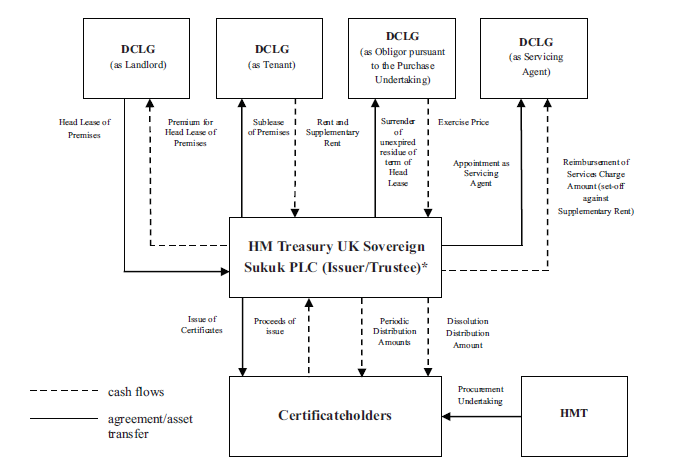 DCLG
(as Landlord)
DCLG
(as Tenant)
DCLG
(as Obligor pursuant
to the Purchase
Undertaking)
DCLG
(as Servicing
Agent)
Head Lease of
Premises
Premium for
Head Lease of
Premises
Sublease
of Premises
Rent and
Supplementary
Rent
Surrender
of
unexpired
residue of
term of
Head
Lease
Exercise Price
Appointment as
Servicing
Agent
Reimbursement of
Services Charge
Amount (set-off
against
Supplementary Rent)
HM Treasury UK Sovereign
Sukuk PLC (Issuer/Trustee)*
Issue of
Certificates
Proceeds of
issue
Periodic
Distribution
Amounts
Dissolution
Distribution
Amount
cash flows
agreement/asset
transfer
Certificateholders
Procurement
Undertaking
HMT